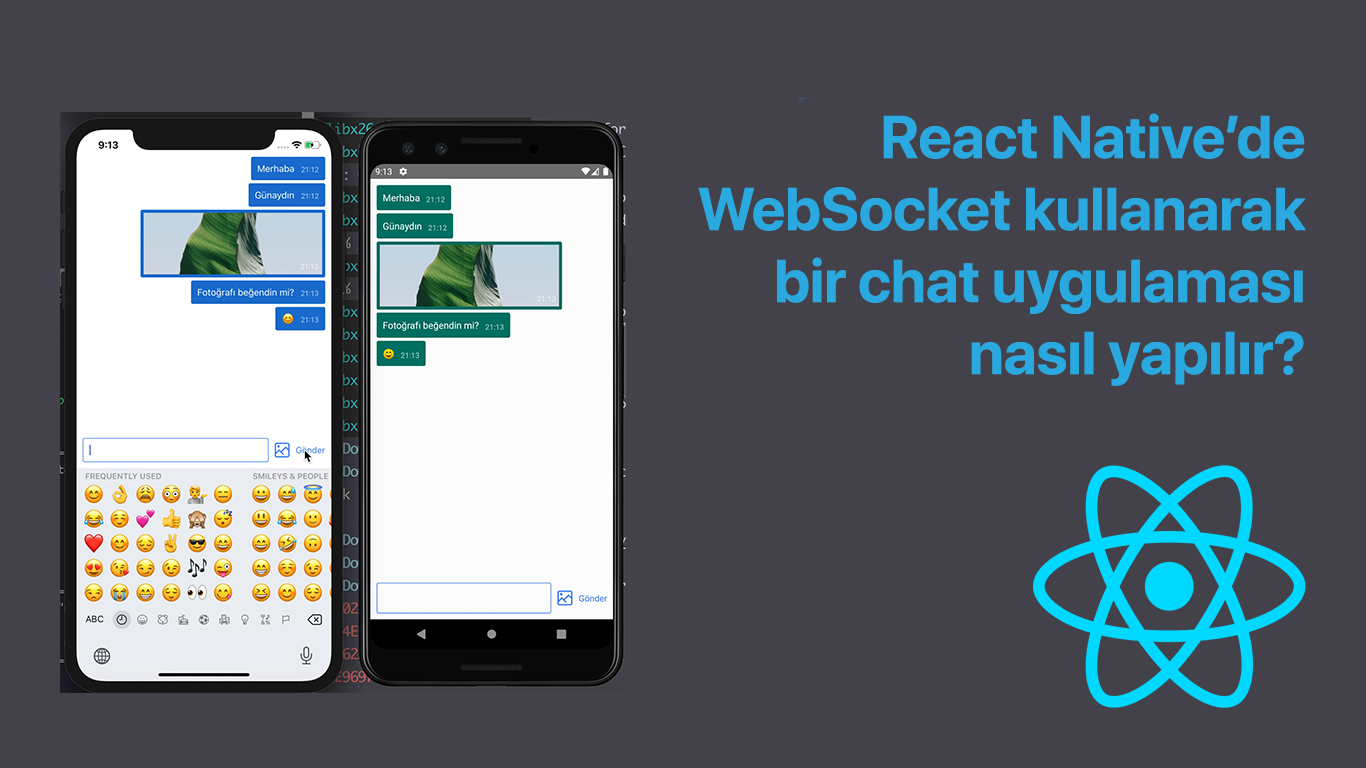 9:13
Merhaba 21:12
Günaydın 21:12
21:13
Fotoğrafı beğendin mi? 21:13
21:13
Gönder
FREQUENTLY USED SMILEYS & PEOPLE
ABC
9:13
Merhaba 21:12
Günaydın 21:12
21:13
Fotoğrafı beğendin mi? 21:13
21:13
Gönder
React Native’de
WebSocket kullanarak
bir chat uygulaması
nasıl yapılır?